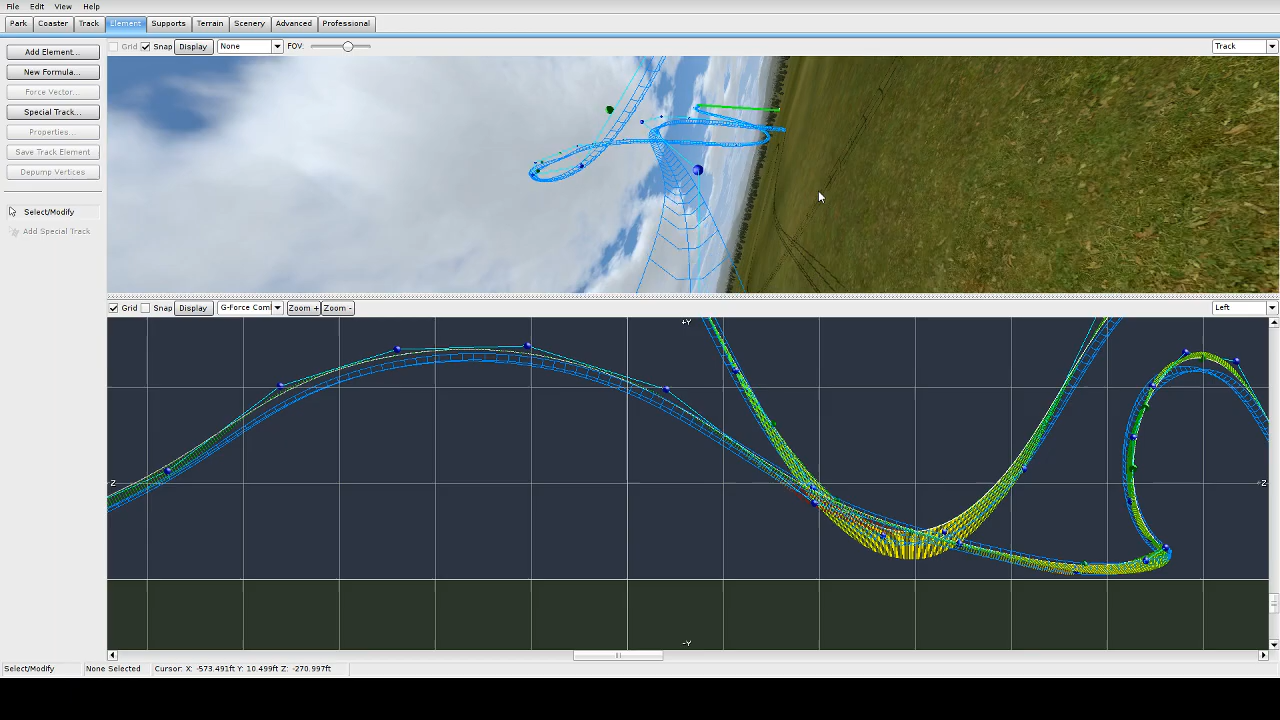 File Edit View Help
Park Coaster Track Element Supports Terrain Scenery Advanced Professional
Add Element... Grid Snap Display None FOV: Track
New Formula...
Force Vector...
Special Track...
Properties...
Save Track Element
Depump Vertices
Select/Modify
Add Special Track
Grid Snap Display G-Force Com Zoom + Zoom - Left
+Y
-Z -Z
-Y
Select/Modify None Selected Cursor: X: -573.491ft Y: 10.499ft Z: -270.997ft